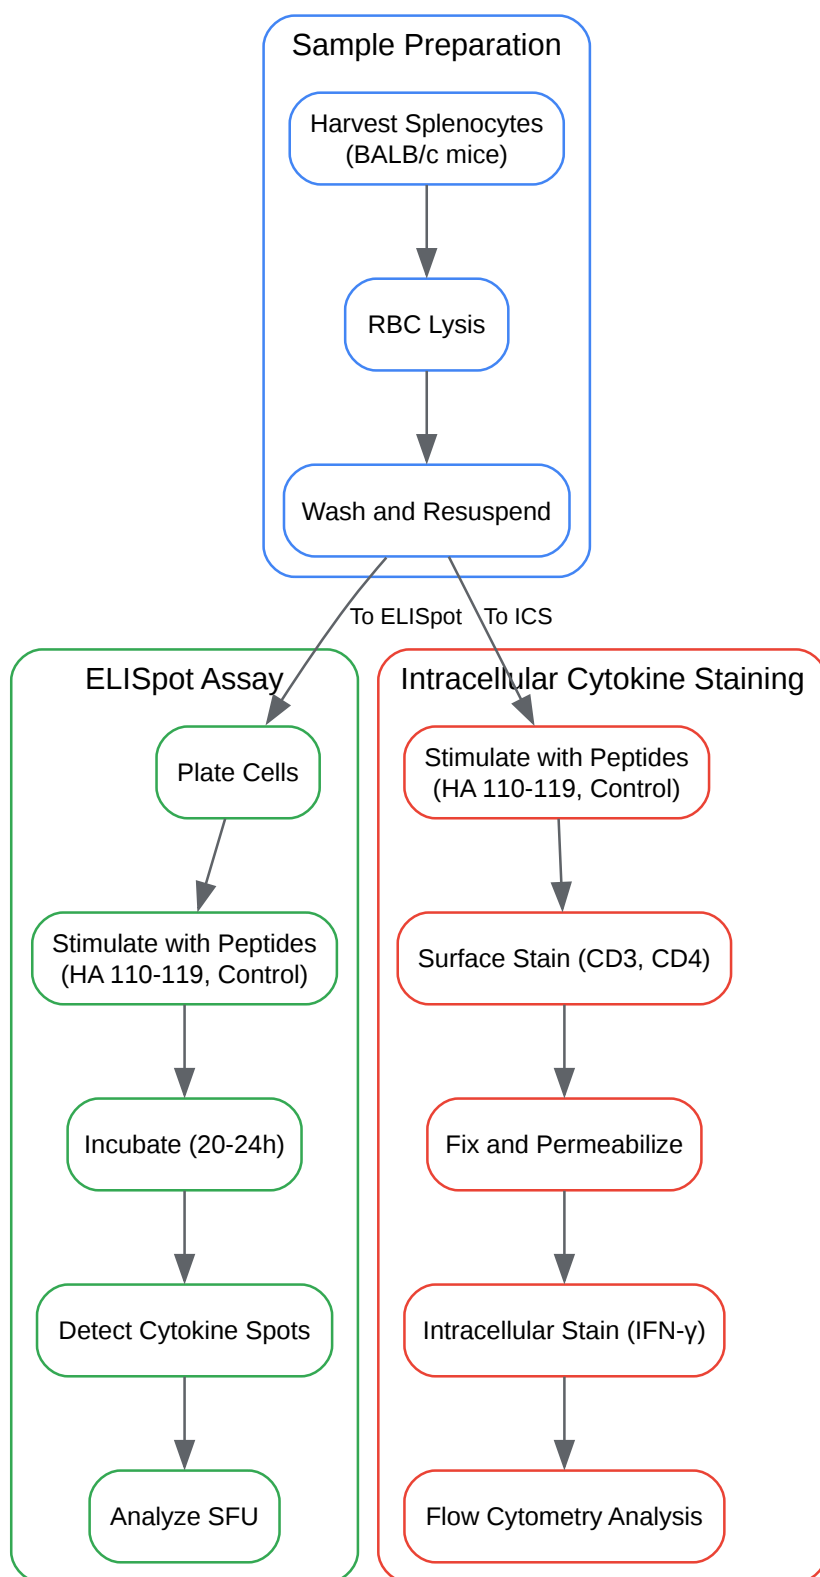 Sample Preparation
Harvest Splenocytes
(BALB/c mice)
RBC Lysis
Wash and Resuspend
To ELISpot
To ICS
ELISpot Assay
Plate Cells
Stimulate with Peptides
(HA 110-119, Control)
Incubate (20-24h)
Detect Cytokine Spots
Analyze SFU
Intracellular Cytokine Staining
Stimulate with Peptides
(HA 110-119, Control)
Surface Stain (CD3, CD4)
Fix and Permeabilize
Intracellular Stain (IFN-γ)
Flow Cytometry Analysis